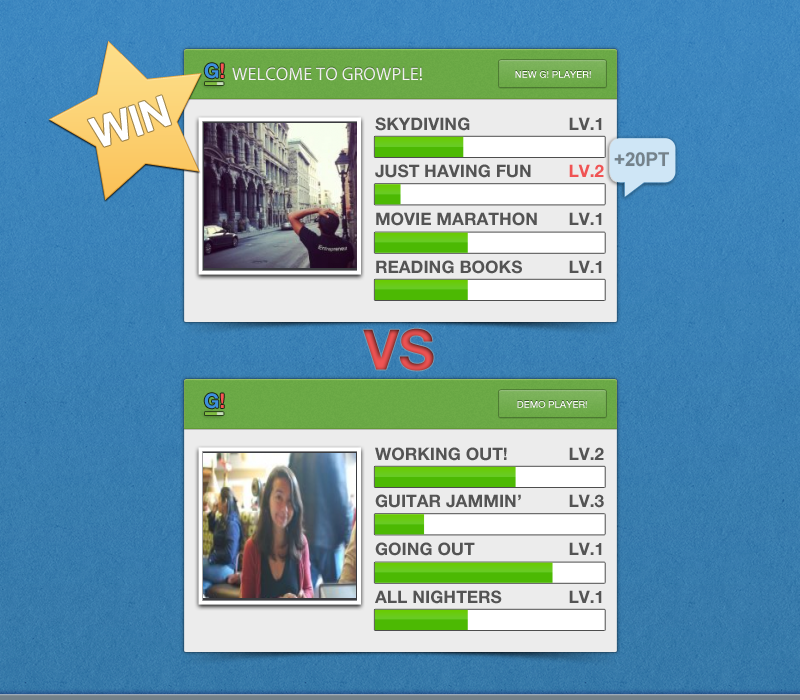 WIN
G! WELCOME TO GROWPLE!
NEW G! PLAYER!
SKYDIVING LV.1
+20PT
JUST HAVING FUN LV.2
MOVIE MARATHON LV.1
READING BOOKS LV.1
Entrepreneur
VS
G!
DEMO PLAYER!
WORKING OUT! LV.2
GUITAR JAMMIN’ LV.3
GOING OUT LV.1
ALL NIGHTERS LV.1